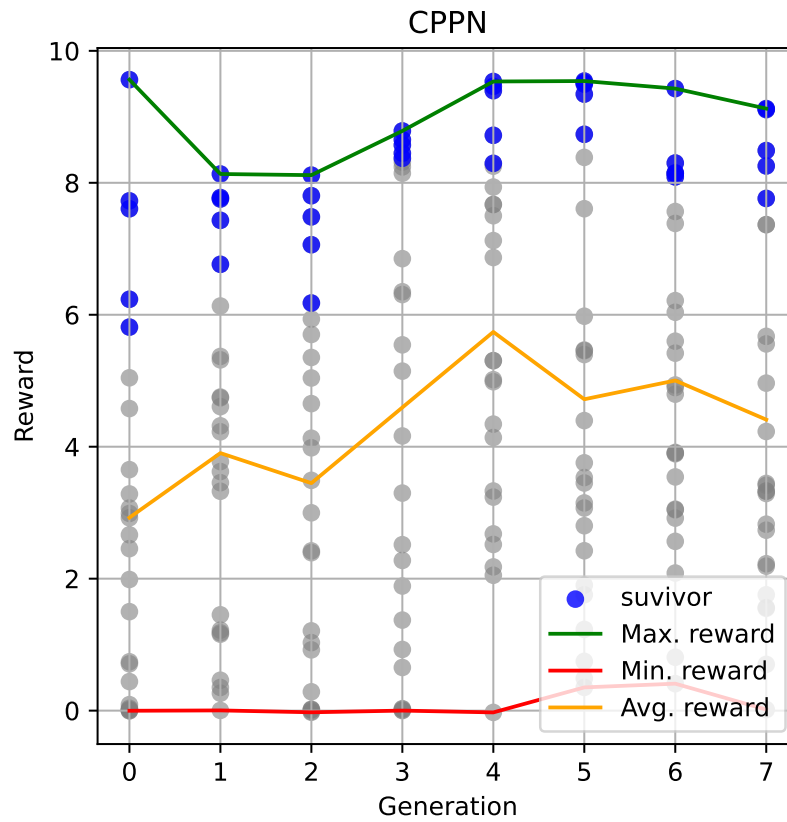 CPPN
10
8
6
4
2
0
Reward
suvivor
Max. reward
Min. reward
Avg. reward
0 1 2 3 4 5 6 7
Generation